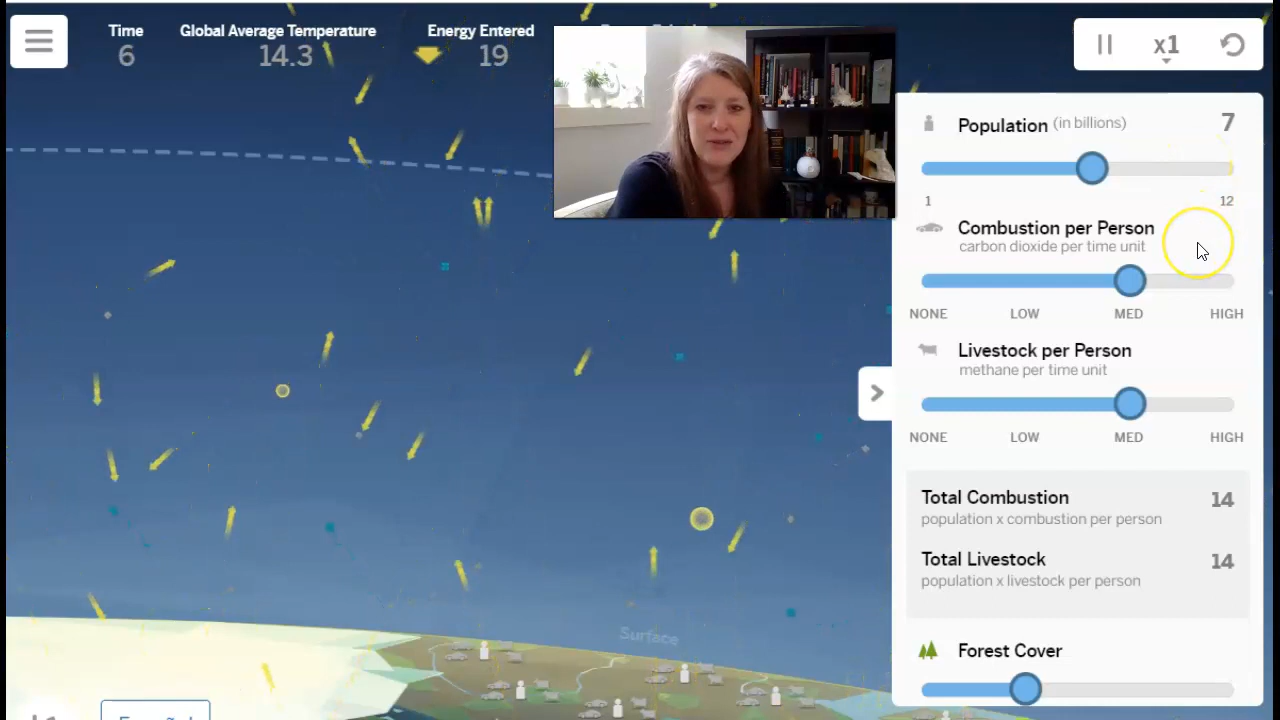 Time
6
Global Average Temperature
14.3
Energy Entered
19
x1
Population (in billions)
7
1
12
Combustion per Person
carbon dioxide per time unit
NONE LOW MED HIGH
Livestock per Person
methane per time unit
NONE LOW MED HIGH
Total Combustion
14
population x combustion per person
Total Livestock
14
population x livestock per person
Surface
Forest Cover